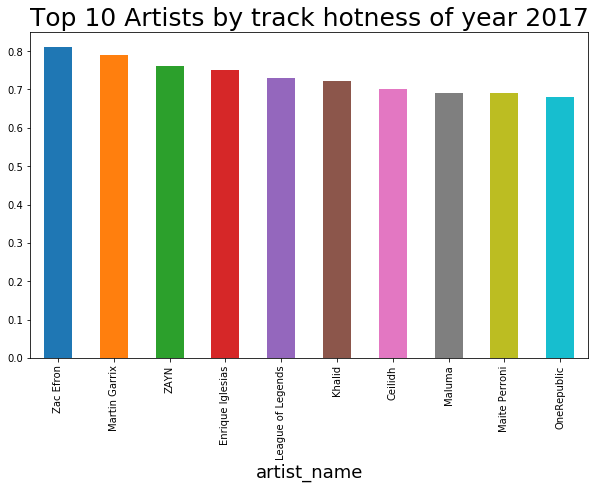 Top 10 Artists by track hotness of year 2017
0.8
0.7
0.6
0.5
0.4
0.3
0.2
0.1
0.0
Zac Efron
Martin Garrix
ZAYN
Enrique Iglesias
League of Legends
Khalid
Ceilidh
Maluma
Maite Perroni
OneRepublic
artist_name